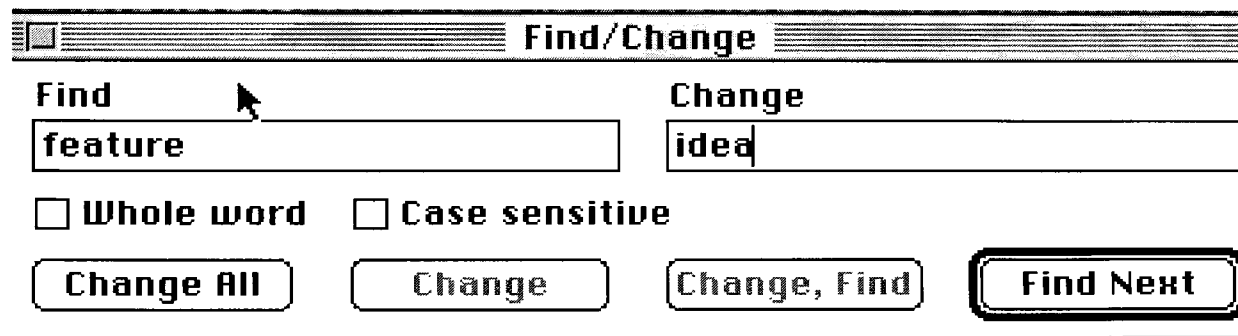 Find/Change
Find Change
feature idea
Whole word Case sensitive
Change All Change Change, Find Find Next